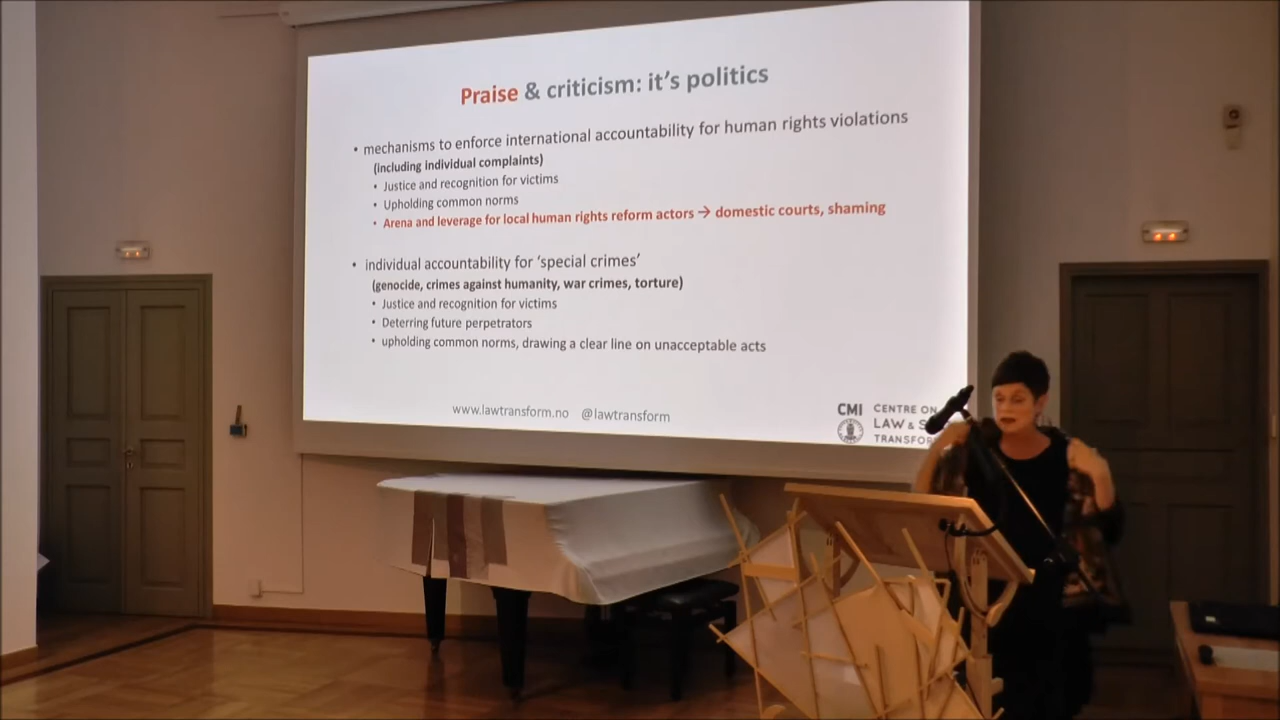 Praise & criticism: it's politics
• mechanisms to enforce international accountability for human rights violations
(including individual complaints)
• Justice and recognition for victims
• Upholding common norms
• Arena and leverage for local human rights reform actors → domestic courts, shaming
• individual accountability for 'special crimes'
(genocide, crimes against humanity, war crimes, torture)
• Justice and recognition for victims
• Deterring future perpetrators
• upholding common norms, drawing a clear line on unacceptable acts
www.lawtransform.no @lawtransform
CMI
CENTRE ON
LAW & S
TRANSFOR